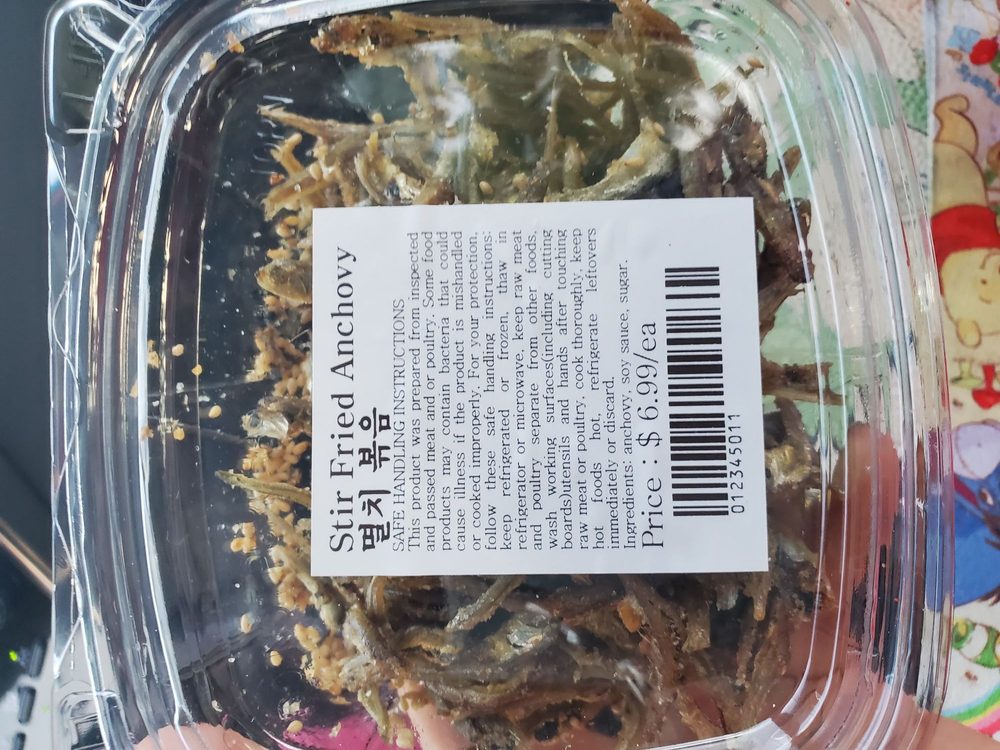 Stir Fried Anchovy
멸치 볶음
SAFE HANDLING INSTRUCTIONS
This product was prepared from inspected
and passed meat and or poultry. Some food
products may contain bacteria that could
cause illness if the product is mishandled
or cooked improperly. For your protection,
follow these safe handling instructions:
keep refrigerated or frozen, thaw in
refrigerator or microwave, keep raw meat
and poultry separate from other foods,
wash working surfaces(including cutting
boards)utensils and hands after touching
raw meat or poultry, cook thoroughly, keep
hot foods hot, refrigerate leftovers
immediately or discard.
Ingredients: anchovy, soy sauce, sugar.
Price : $ 6.99/ea
012345011